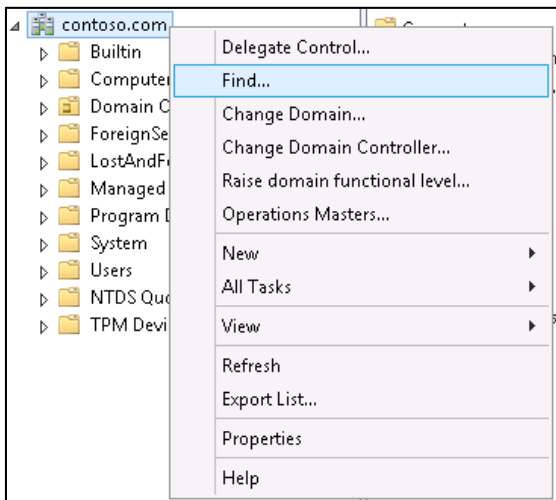 contoso.com
Builtin
Domain C
ForeignSe
LostAndF
Managed
Program
System
Users
NTDS Quo
TPM Devi
Delegate Control...
Find...
Change Domain...
Change Domain Controller...
Raise domain functional level...
Operations Masters...
New
All Tasks
View
Refresh
Export List...
Properties
Help